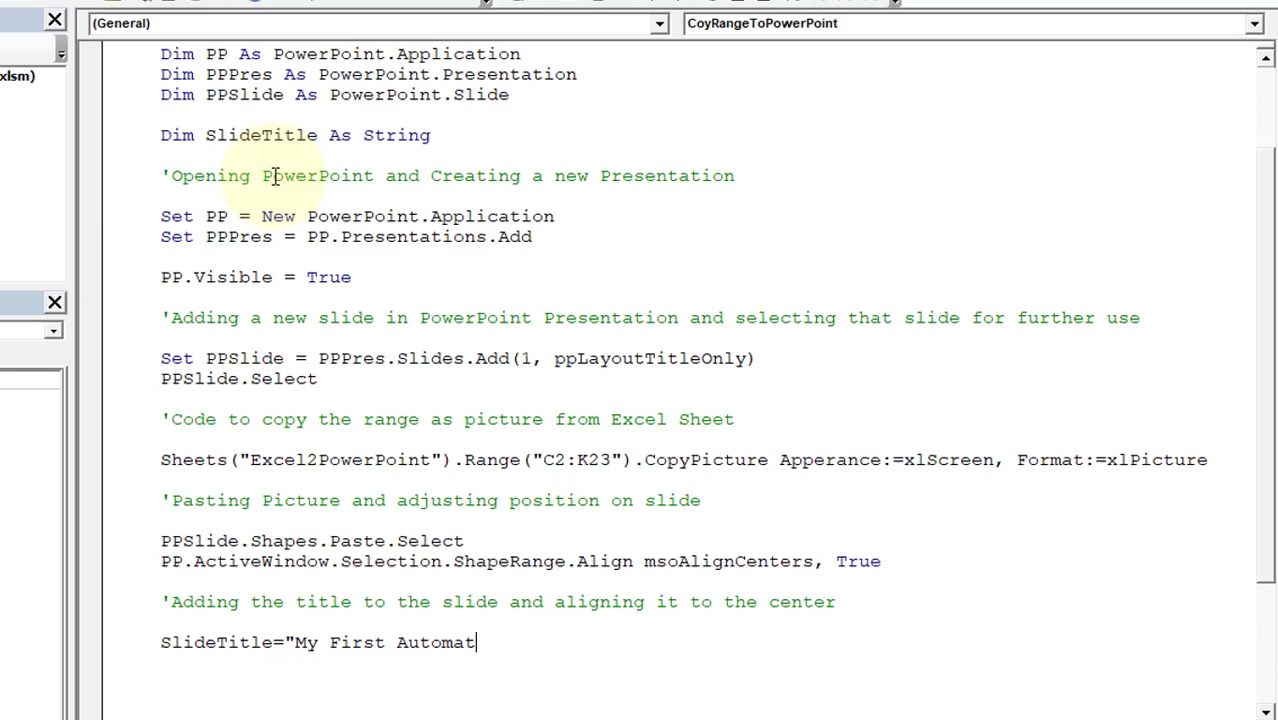 (General)
CoyRangeToPowerPoint
xlsm)
Dim PP As PowerPoint.Application
Dim PPPres As PowerPoint.Presentation
Dim PPSlide As PowerPoint.Slide
Dim SlideTitle As String
'Opening PowerPoint and Creating a new Presentation
Set PP = New PowerPoint.Application
Set PPPres = PP.Presentations.Add
PP.Visible = True
'Adding a new slide in PowerPoint Presentation and selecting that slide for further use
Set PPSlide = PPPres.Slides.Add(1, ppLayoutTitleOnly)
PPSlide.Select
'Code to copy the range as picture from Excel Sheet
Sheets("Excel2PowerPoint").Range("C2:K23").CopyPicture Apperance:=xlScreen, Format:=xlPicture
'Pasting Picture and adjusting position on slide
PPSlide.Shapes.Paste.Select
PP.ActiveWindow.Selection.ShapeRange.Align msoAlignCenters, True
'Adding the title to the slide and aligning it to the center
SlideTitle="My First Automat